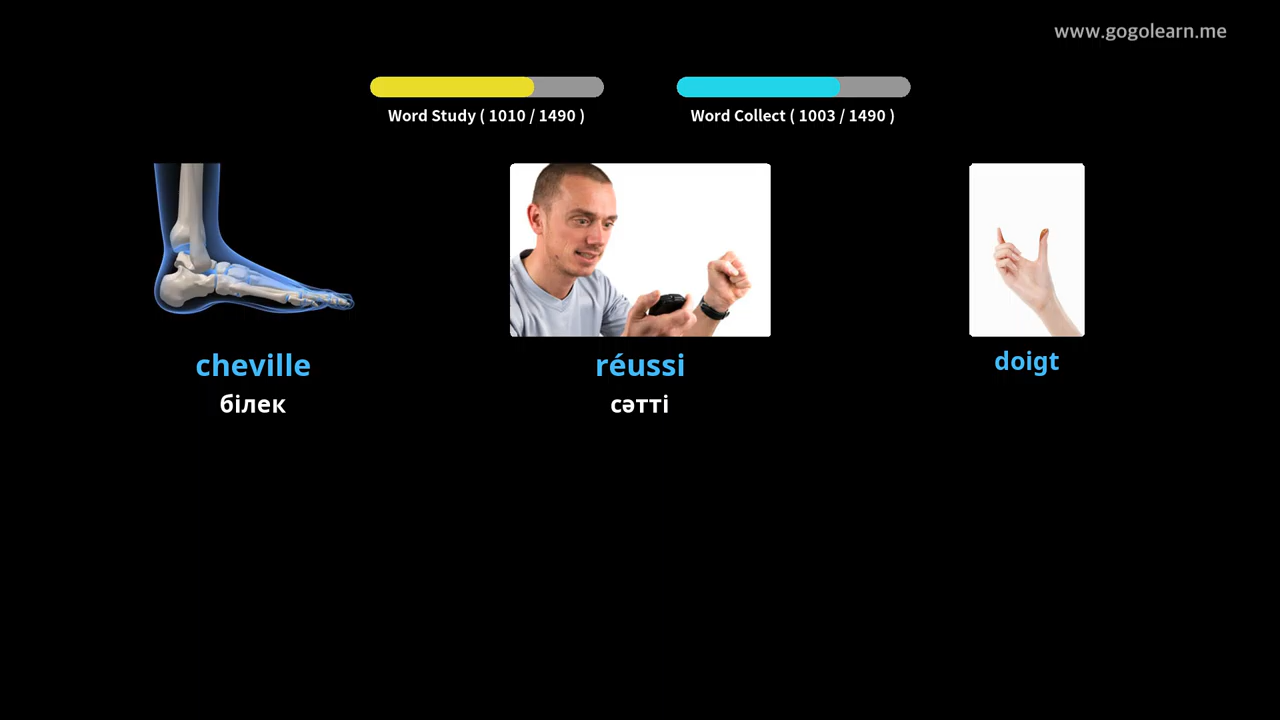 www.gogolearn.me
Word Study ( 1010 / 1490 )
Word Collect ( 1003 / 1490 )
cheville
réussi
doigt
білек
сәтті